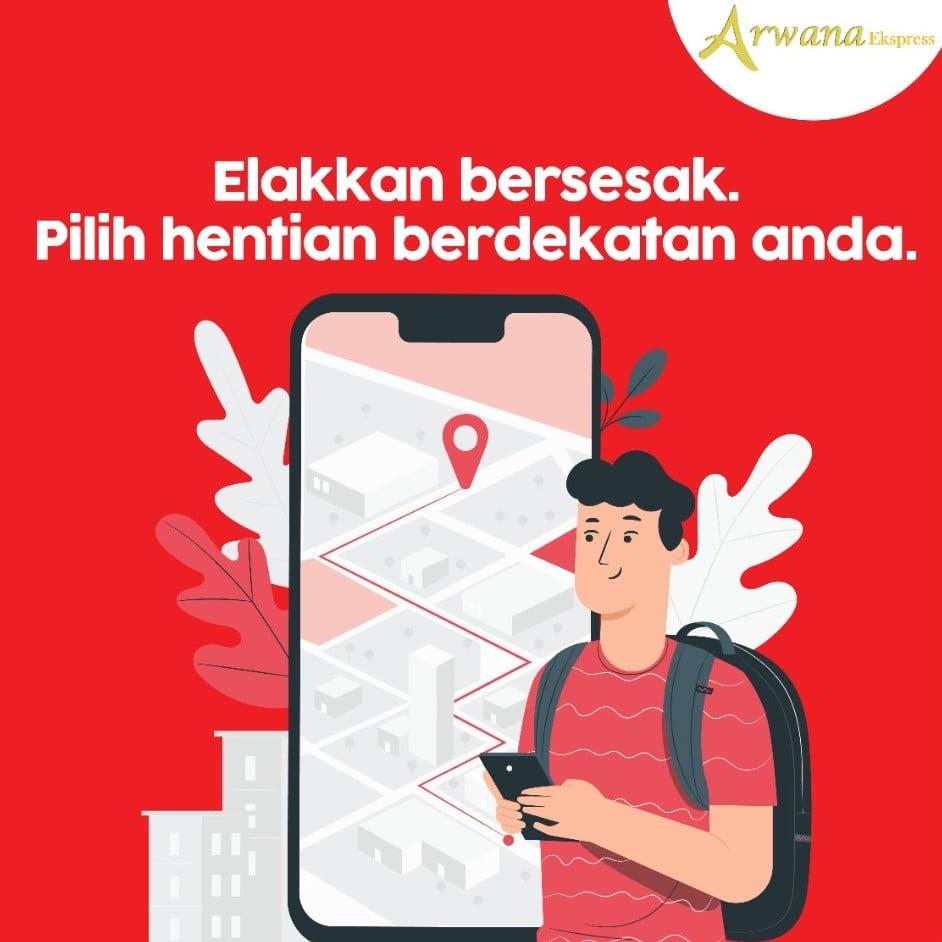 Arwana Ekspress
Elakkan bersesak.
Pilih hentian berdekatan anda.